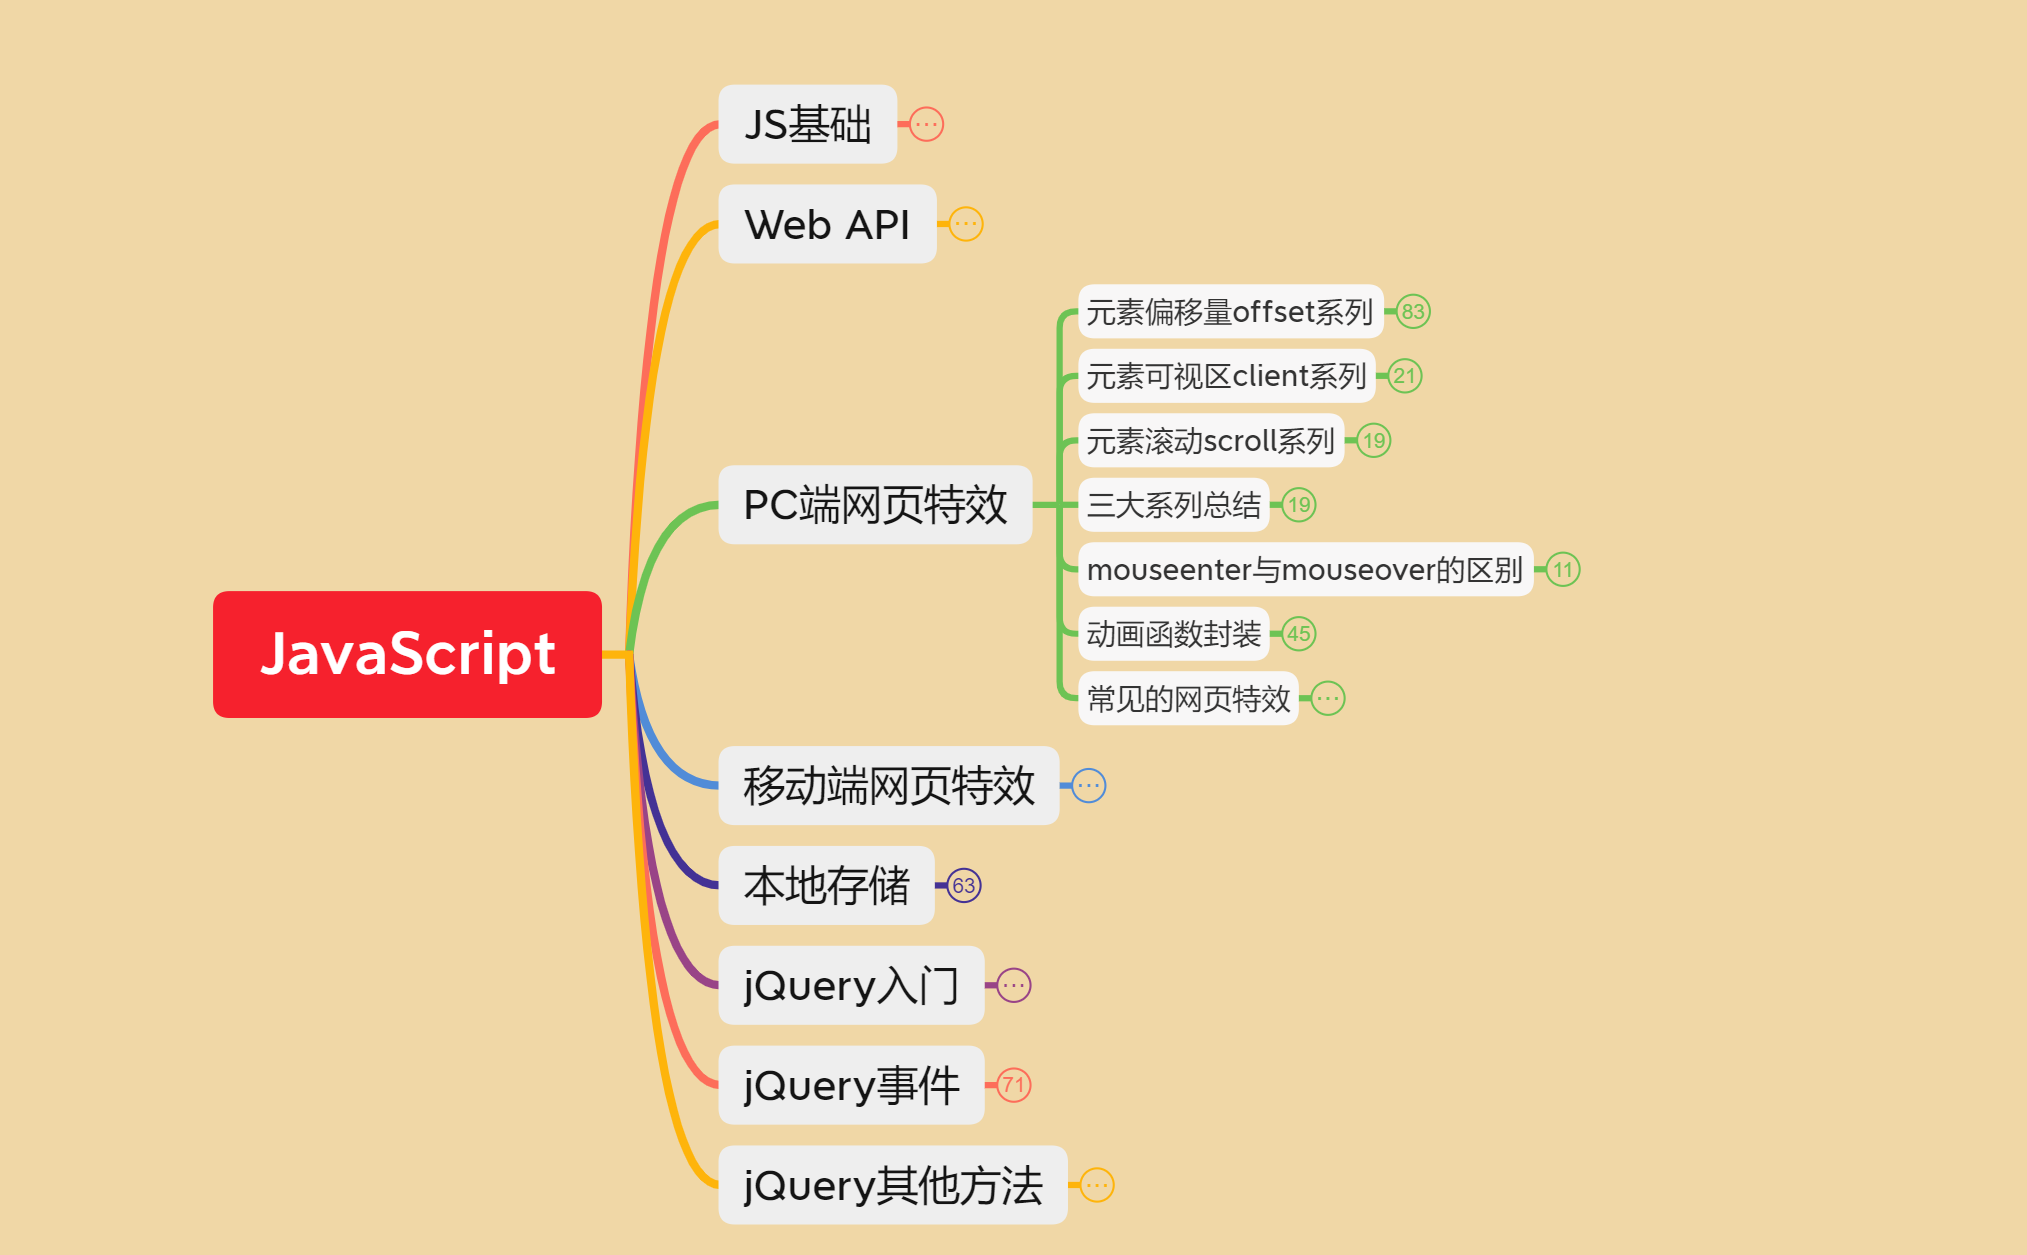 JavaScript
JS基础
Web API
PC端网页特效
元素偏移量offset系列 83
元素可视区client系列 21
元素滚动scroll系列 19
三大系列总结 19
mouseenter与mouseover的区别 11
动画函数封装 45
常见的网页特效
移动端网页特效
本地存储 63
jQuery入门
jQuery事件 71
jQuery其他方法